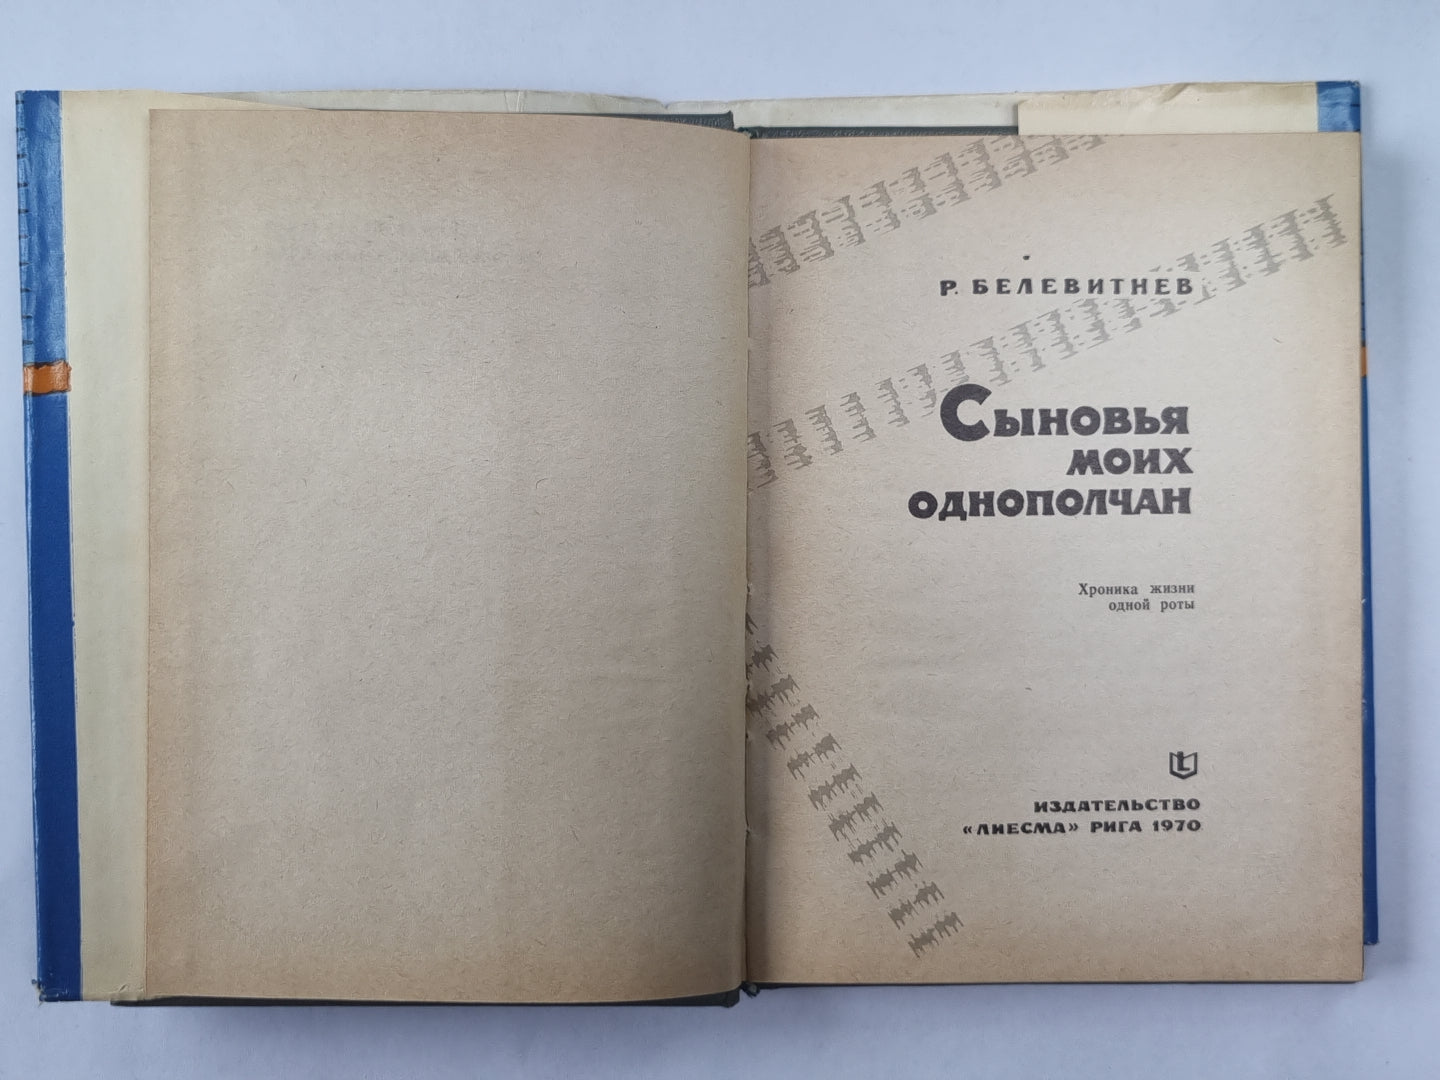 Р. БЕЛЕВИТНЕВ
Сыновья
моих
однополчан
Хроника жизни
одной роты
L
ИЗДАТЕЛЬСТВО
«ЛИЕСМА» РИГА 1970